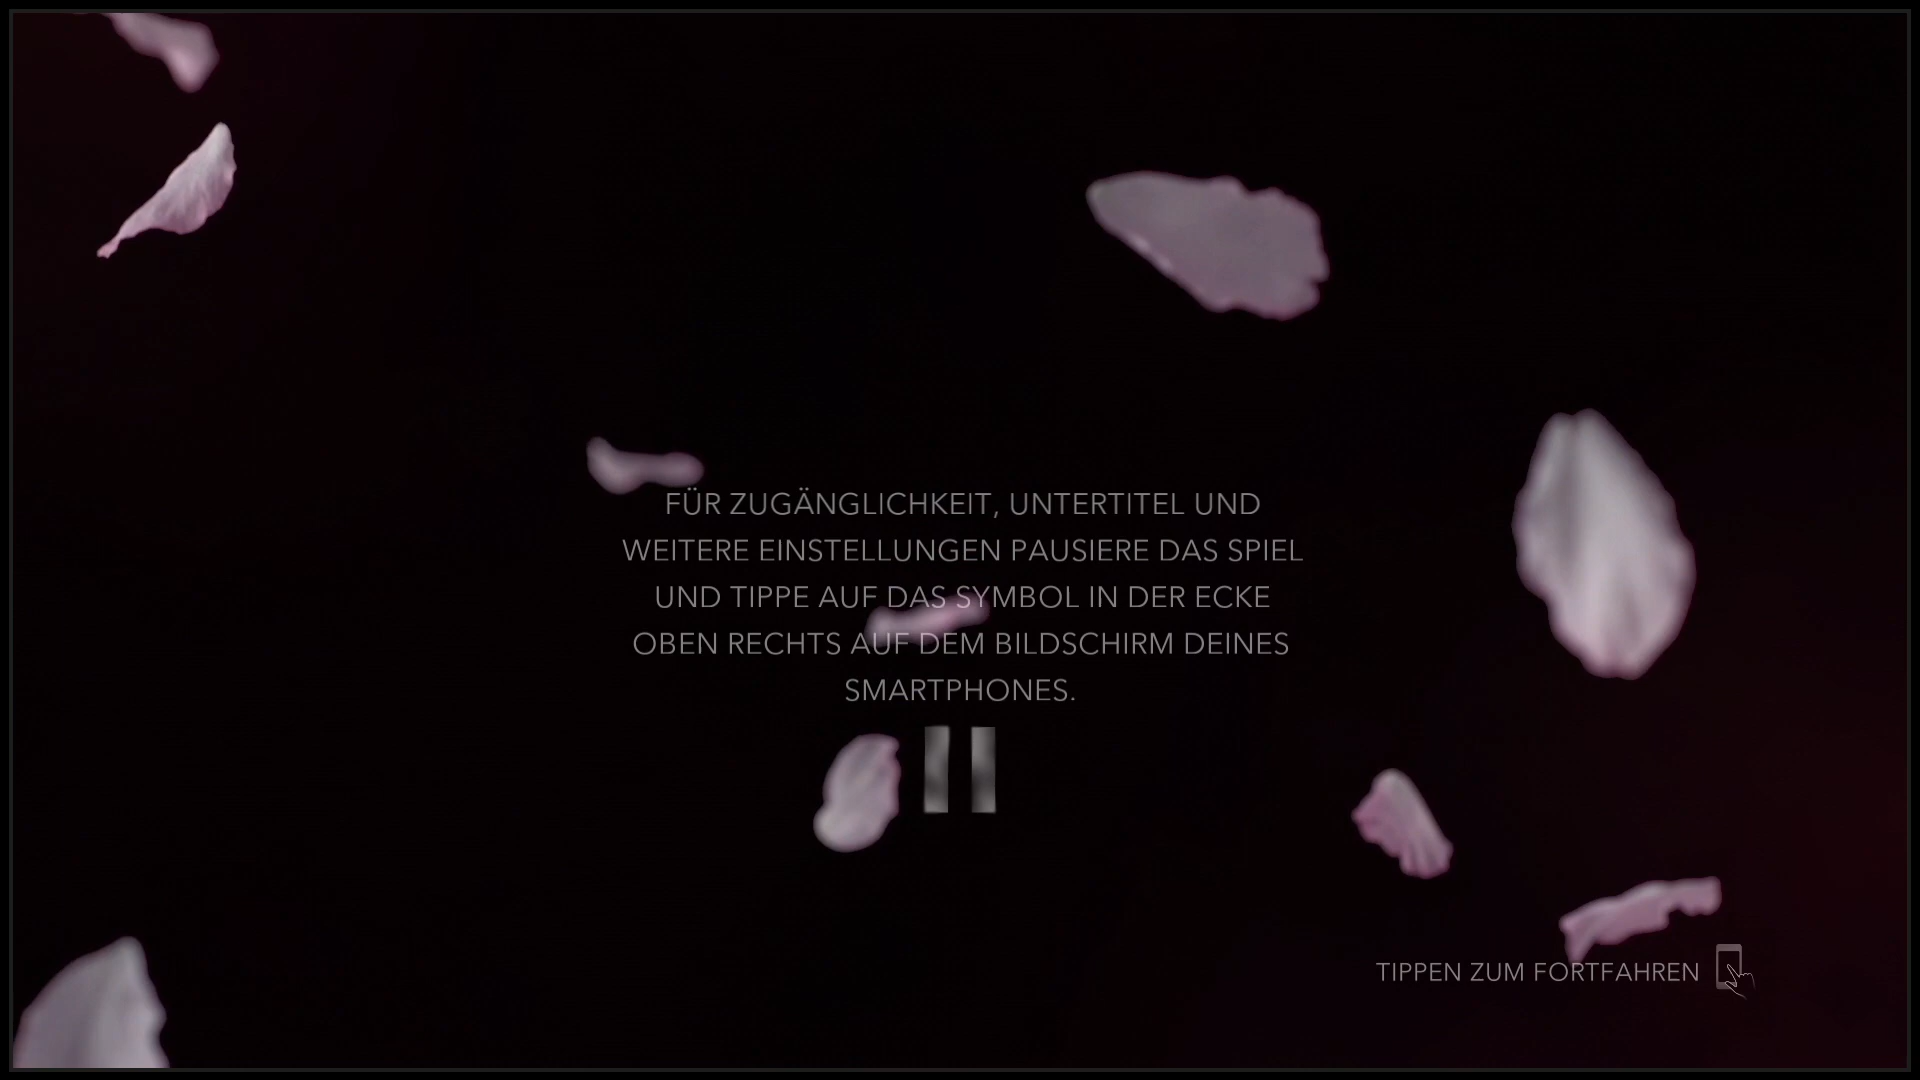 FÜR ZUGÄNGLICHKEIT, UNTERTITEL UND
WEITERE EINSTELLUNGEN PAUSIERE DAS SPIEL
UND TIPPE AUF DAS SYMBOL IN DER ECKE
OBEN RECHTS AUF DEM BILDSCHIRM DEINES
SMARTPHONES.
TIPPEN ZUM FORTFAHREN